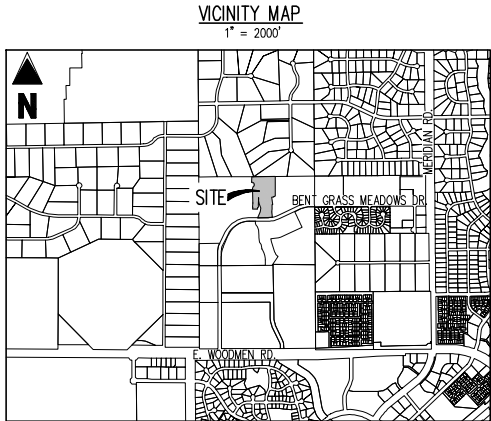 VICINITY MAP
1" = 2000'
N
MERIDIAN RD.
SITE
BENT GRASS MEADOWS DR.
E. WOODMEN RD.